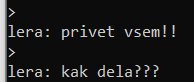 >
lera: privet vsem!!
>
lera: kak dela???